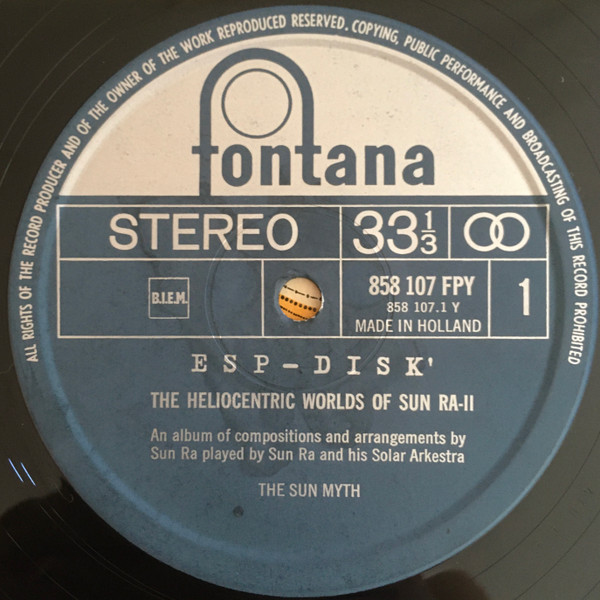 ALL RIGHTS OF THE RECORD PRODUCER AND OF THE OWNER OF THE WORK REPRODUCED RESERVED. COPYING, PUBLIC PERFORMANCE AND BROADCASTING OF THIS RECORD PROHIBITED
fontana
STEREO 33⅓
B.I.E.M. 858 107 FPY 1
858 107.1 Y
MADE IN HOLLAND
ESP-DISK'
THE HELIOCENTRIC WORLDS OF SUN RA-II
An album of compositions and arrangements by
Sun Ra played by Sun Ra and his Solar Arkestra
THE SUN MYTH